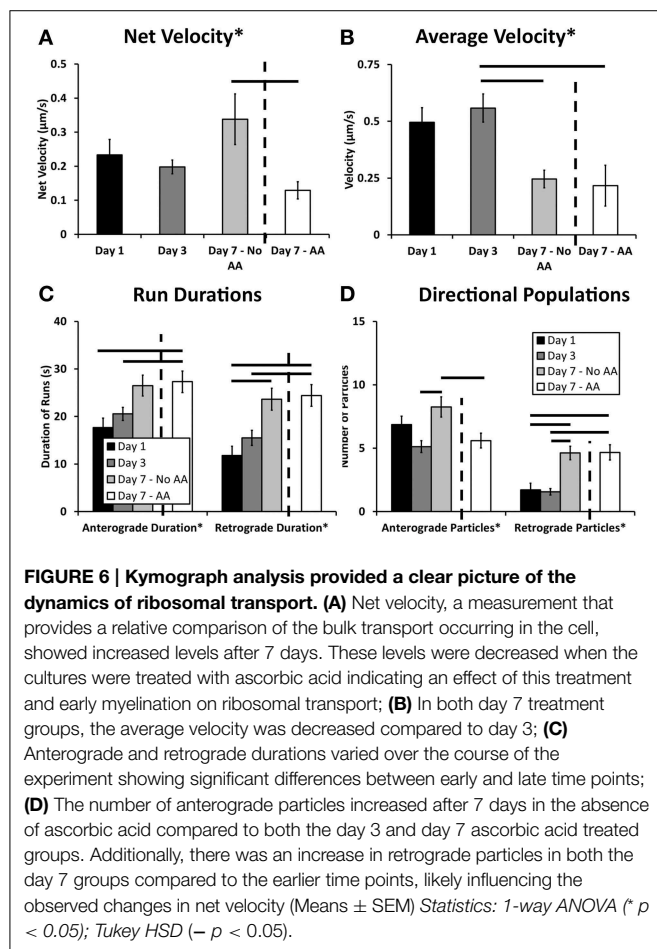 A Net Velocity*
B Average Velocity*
Net Velocity (μm/s)
0.5
0.4
0.3
0.2
0.1
0
Day 1 Day 3 Day 7 - No AA Day 7 - AA
Velocity (μm/s)
0.75
0.5
0.25
0
Day 1 Day 3 Day 7 - No AA Day 7 - AA
C Run Durations
D Directional Populations
Duration of Runs (s)
40
30
20
10
0
Day 1
Day 3
Day 7 - No AA
Day 7 - AA
Anterograde Duration* Retrograde Duration*
Number of Particles
15
10
5
0
Day 1
Day 3
Day 7 - No AA
Day 7 - AA
Anterograde Particles* Retrograde Particles*
FIGURE 6 | Kymograph analysis provided a clear picture of the
dynamics of ribosomal transport. (A) Net velocity, a measurement that
provides a relative comparison of the bulk transport occurring in the cell,
showed increased levels after 7 days. These levels were decreased when the
cultures were treated with ascorbic acid indicating an effect of this treatment
and early myelination on ribosomal transport; (B) In both day 7 treatment
groups, the average velocity was decreased compared to day 3; (C)
Anterograde and retrograde durations varied over the course of the
experiment showing significant differences between early and late time points;
(D) The number of anterograde particles increased after 7 days in the absence
of ascorbic acid compared to both the day 3 and day 7 ascorbic acid treated
groups. Additionally, there was an increase in retrograde particles in both the
day 7 groups compared to the earlier time points, likely influencing the
observed changes in net velocity (Means ± SEM) Statistics: 1-way ANOVA (* p
< 0.05); Tukey HSD (– p < 0.05).